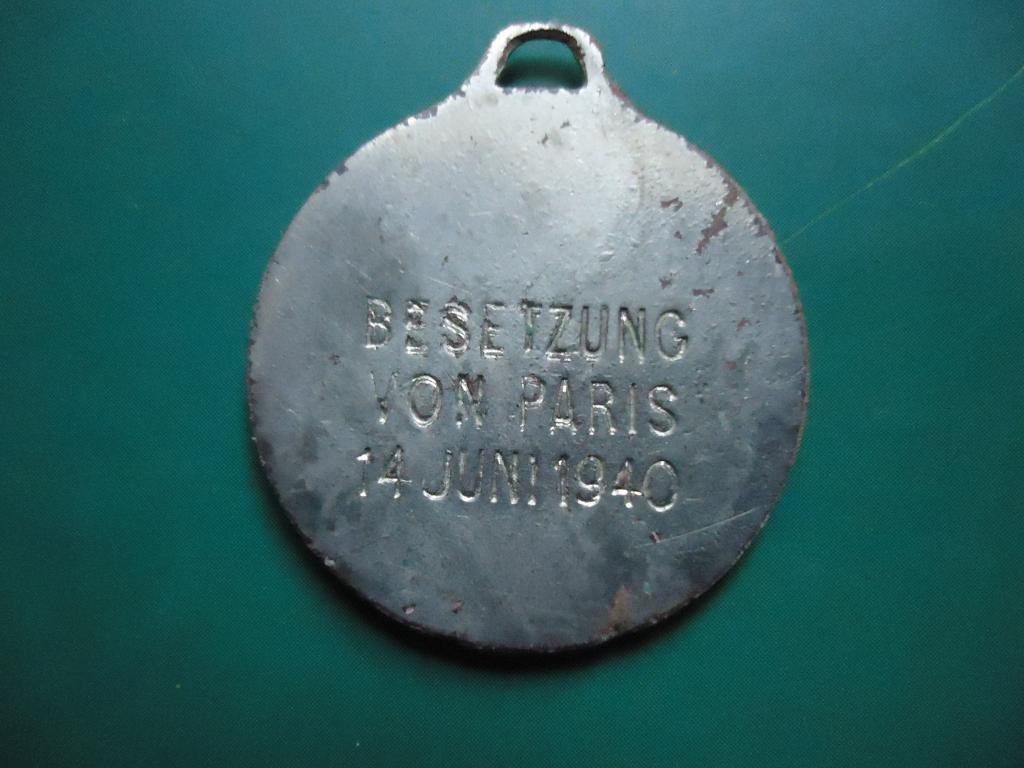 BESETZUNG
VON PARIS
14 JUNI 1940